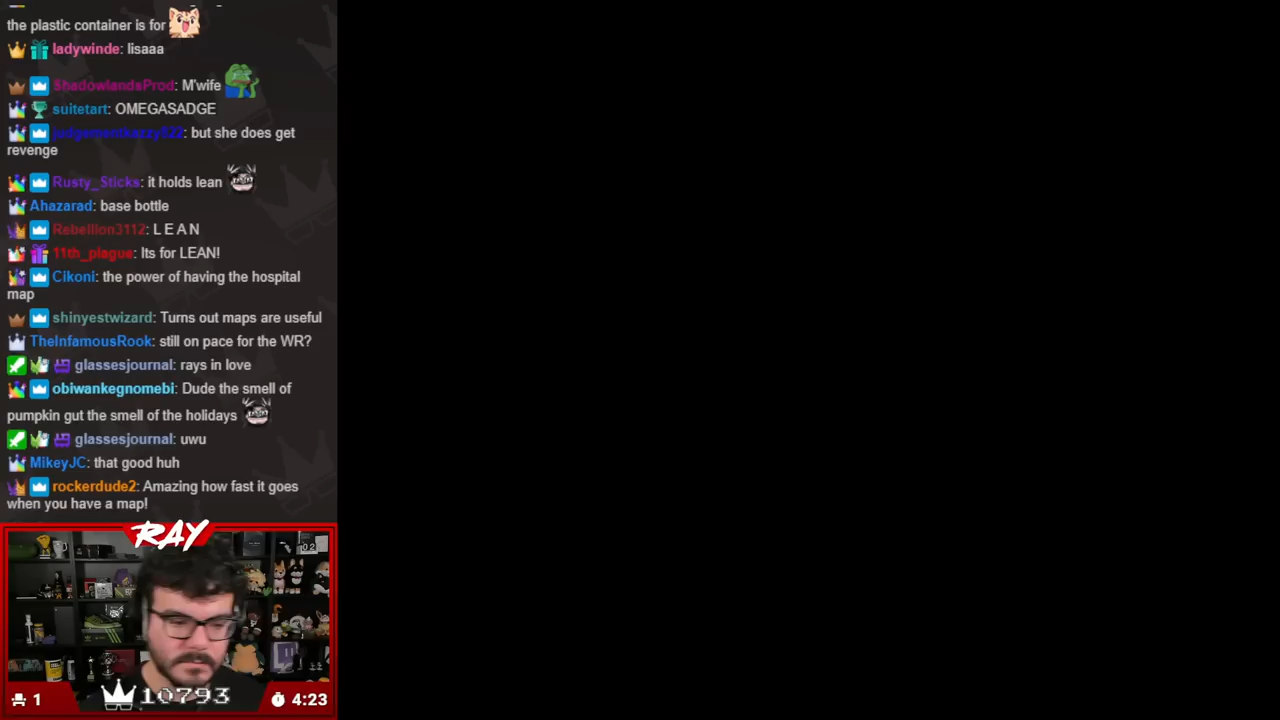 the plastic container is for
ladywinde: lisaaa
ShadowlandsProd: M'wife
suitetart: OMEGASADGE
judgementkazzy822: but she does get
revenge
Rusty_Sticks: it holds lean
Ahazarad: base bottle
Rebellion3112: L E A N
11th_plague: Its for LEAN!
Cikoni: the power of having the hospital
map
shinyestwizard: Turns out maps are useful
TheInfamousRook: still on pace for the WR?
glassesjournal: rays in love
obiwankegnomebi: Dude the smell of
pumpkin gut the smell of the holidays
glassesjournal: uwu
MikeyJC: that good huh
rockerdude2: Amazing how fast it goes
when you have a map!
RAY
1
10793
4:23